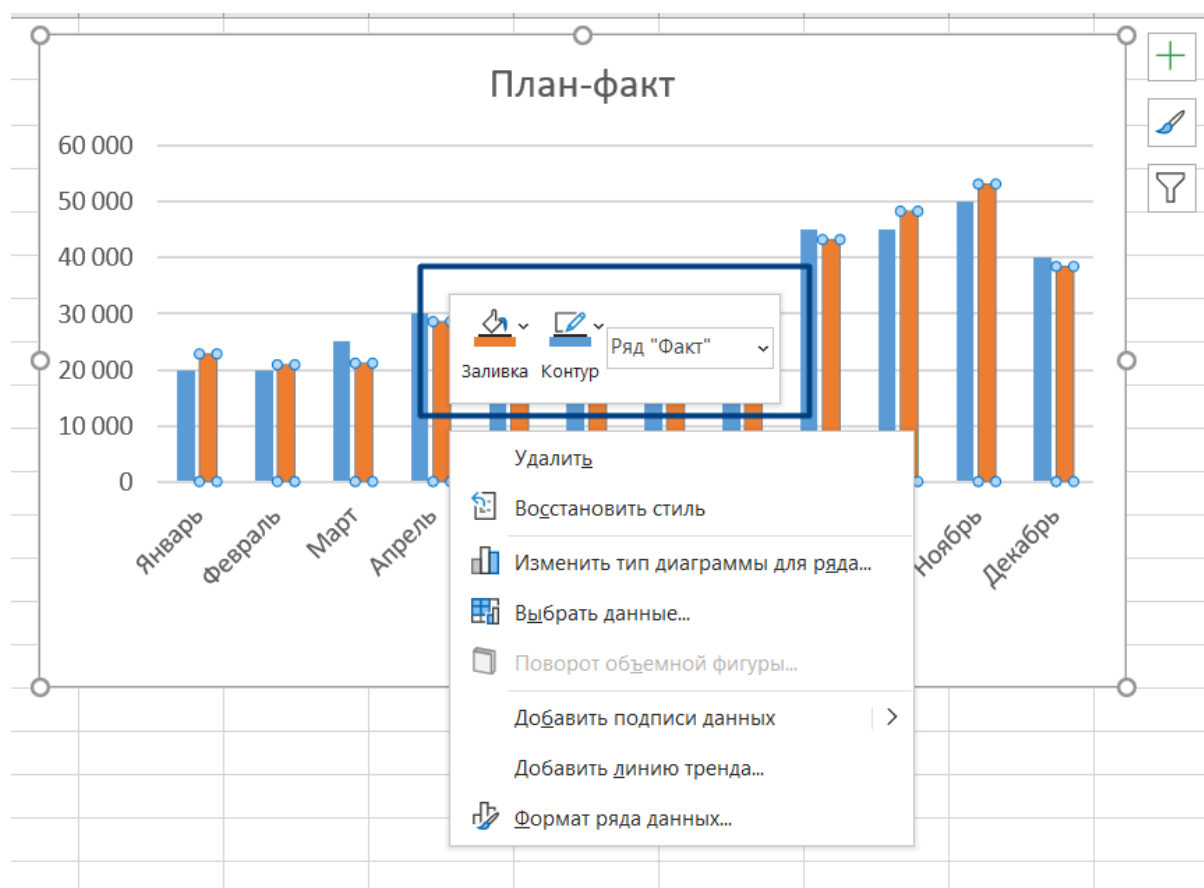 План-факт
60 000
50 000
40 000
30 000
20 000
10 000
0
Заливка Контур Ряд "Факт"
Удалить
Восстановить стиль
Изменить тип диаграммы для ряда...
Выбрать данные...
Поворот объемной фигуры...
Добавить подписи данных
Добавить линию тренда...
Формат ряда данных...
Январь Февраль Март Апрель Ноябрь Декабрь